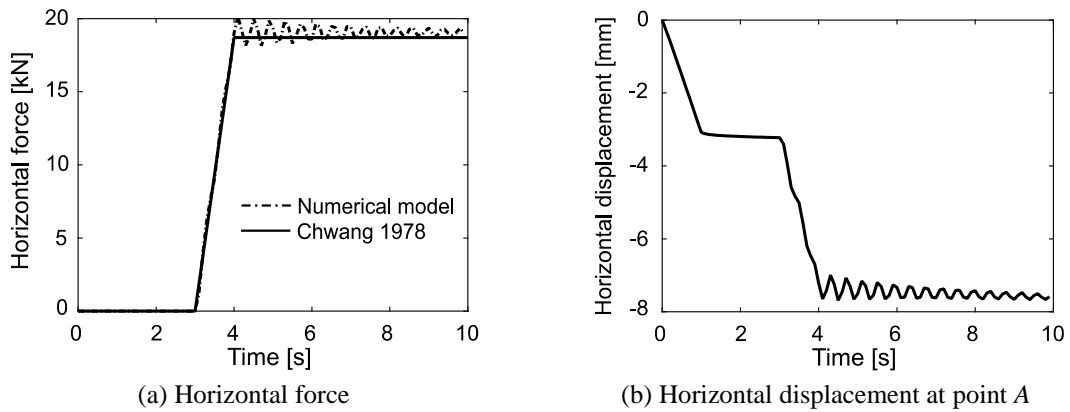 20
15
10
5
0
Horizontal force [kN]
Numerical model
Chwang 1978
0 2 4 6 8 10
Time [s]
(a) Horizontal force
0
-2
-4
-6
-8
Horizontal displacement [mm]
0 2 4 6 8 10
Time [s]
(b) Horizontal displacement at point A